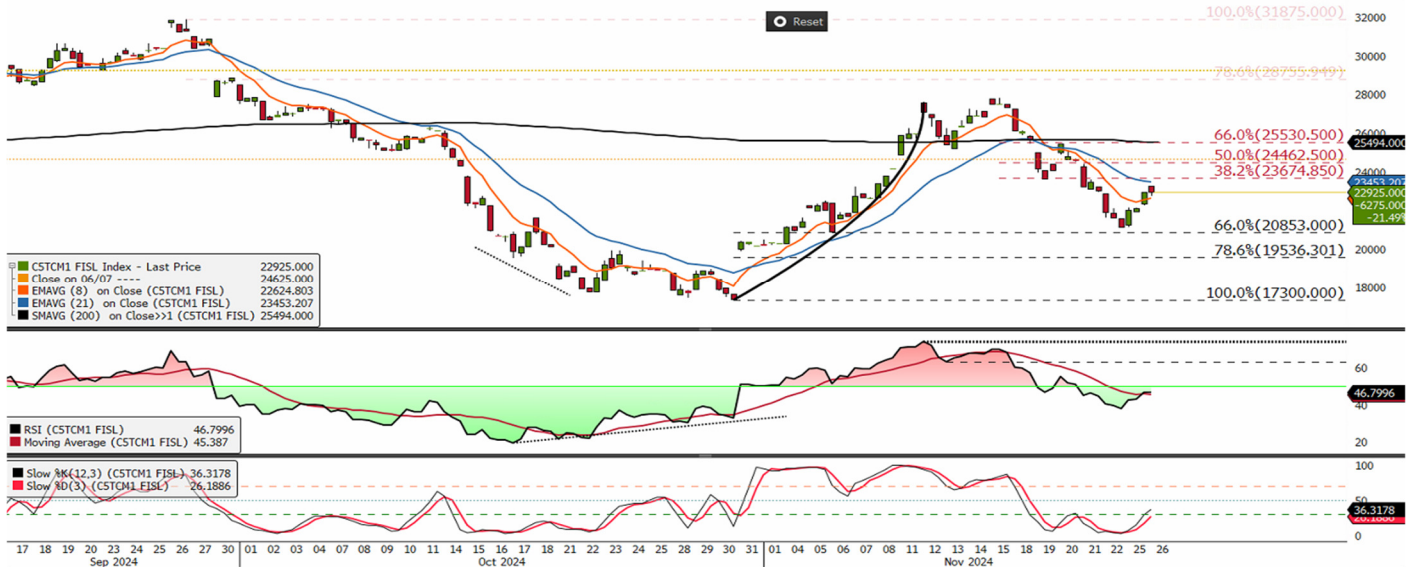 Reset
100.0%(31875.000)
78.6%(28755.949)
66.0%(25530.500)
50.0%(24462.500)
38.2%(23674.850)
66.0%(20853.000)
78.6%(19536.301)
100.0%(17300.000)
32000
30000
28000
26000
25494.000
24000
23453.207
22925.000
-6275.000
-21.49%
20000
18000
C5TCM1 FISL Index - Last Price 22925.000
Close on 06/07 ---- 24625.000
EMAVG (8) on Close (C5TCM1 FISL) 22624.803
EMAVG (21) on Close (C5TCM1 FISL) 23453.207
SMAVG (200) on Close>>1 (C5TCM1 FISL) 25494.000
60
46.7996
40
20
RSI (C5TCM1 FISL) 46.7996
Moving Average (C5TCM1 FISL) 45.387
Slow %K(12,3) (C5TCM1 FISL) 36.3178
Slow %D(3) (C5TCM1 FISL) 26.1886
100
50
36.3178
26.1886
0
17 18 19 20 23 24 25 26 27 30 01 02 03 04 07 08 09 10 11 14 15 16 17 18 21 22 23 24 25 28 29 30 31 01 04 05 06 07 08 11 12 13 14 15 18 19 20 21 22 25 26
Sep 2024 Oct 2024 Nov 2024